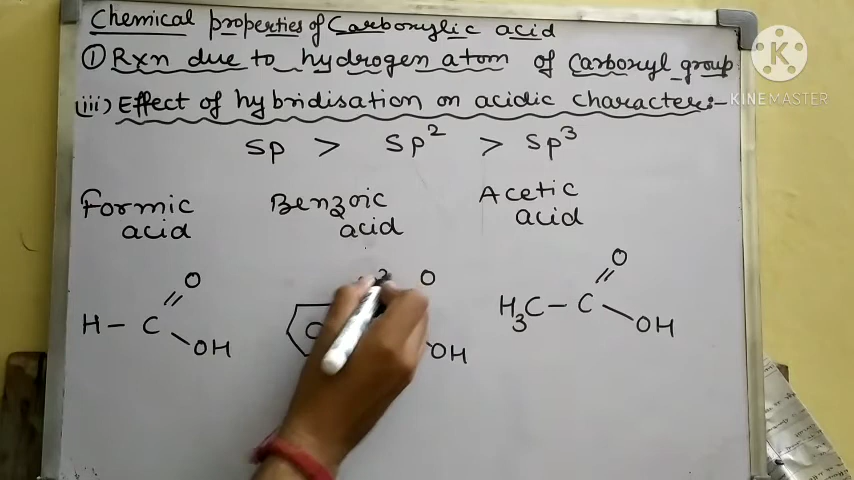 Chemical properties of Carboxylic acid
① Rxn due to hydrogen atom of Carboxyl group
(iii) Effect of hybridisation on acidic character:-
sp > sp² > sp³
Formic acid
Benzoic acid
Acetic acid
H - C O OH
O OH
H3C - C O OH
KINEMASTER